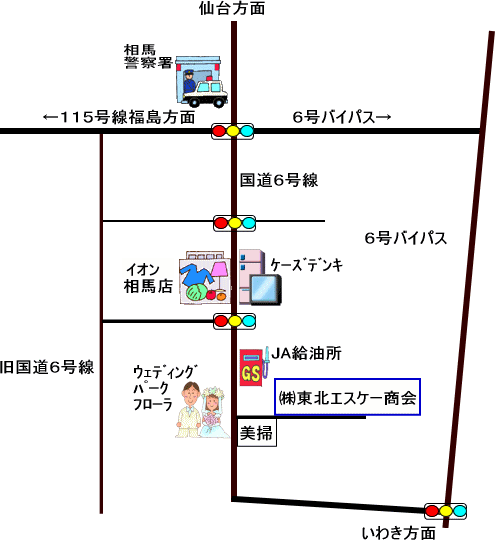 仙台方面
相馬
警察署
←115号線福島方面
6号バイパス→
国道6号線
6号バイパス
イオン
相馬店
ケーズデンキ
旧国道6号線
JA給油所
GS
ウェディング
パーク
フローラ
㈱東北エスケー商会
美掃
いわき方面